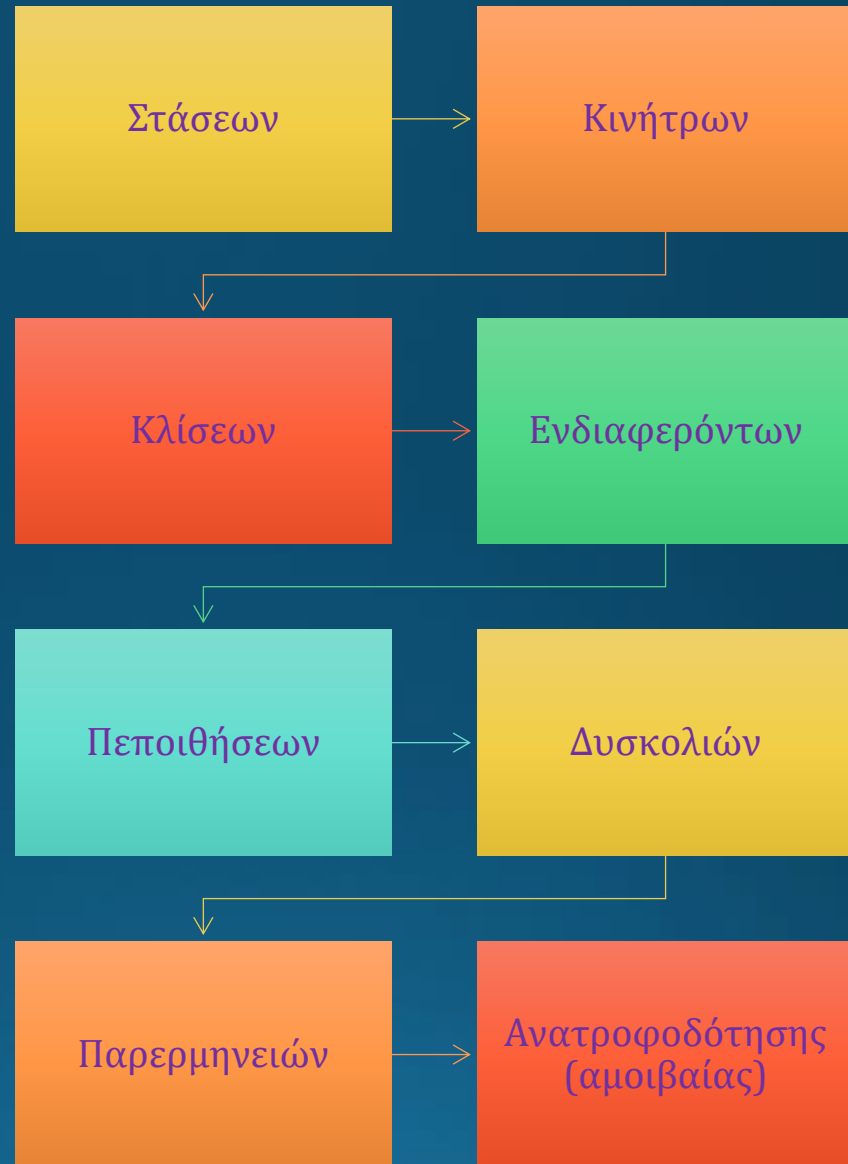 Στάσεων
Κινήτρων
Κλίσεων
Ενδιαφερόντων
Πεποιθήσεων
Δυσκολιών
Παρερμηνειών
Ανατροφοδότησης
(αμοιβαίας)